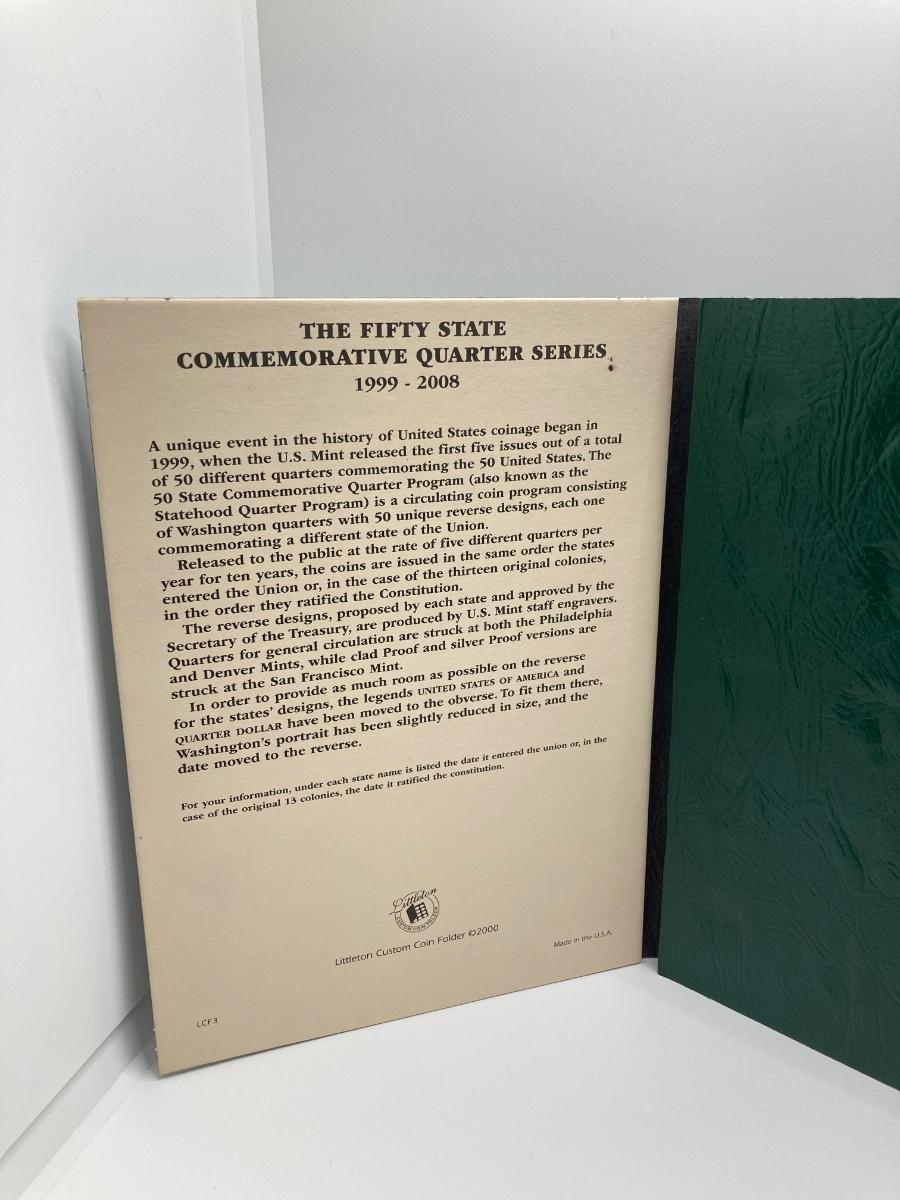 THE FIFTY STATE
COMMEMORATIVE QUARTER SERIES
1999 - 2008
A unique event in the history of United States coinage began in
1999, when the U.S. Mint released the first five issues out of a total
of 50 different quarters commemorating the 50 United States. The
50 State Commemorative Quarter Program (also known as the
Statehood Quarter Program) is a circulating coin program consisting
of Washington quarters with 50 unique reverse designs, each one
commemorating a different state of the Union.
Released to the public at the rate of five different quarters per
year for ten years, the coins are issued in the same order the states
entered the Union or, in the case of the thirteen original colonies,
in the order they ratified the Constitution.
The reverse designs, proposed by each state and approved by the
Secretary of the Treasury, are produced by U.S. Mint staff engravers.
Quarters for general circulation are struck at both the Philadelphia
and Denver Mints, while clad Proof and silver Proof versions are
struck at the San Francisco Mint.
In order to provide as much room as possible on the reverse
for the states' designs, the legends UNITED STATES OF AMERICA and
QUARTER DOLLAR have been moved to the obverse. To fit them there,
Washington's portrait has been slightly reduced in size, and the
date moved to the reverse.
For your information, under each state name is listed the date it entered the union or, in the
case of the original 13 colonies, the date it ratified the constitution.
Littleton
CUSTOM COIN FOLDER
Littleton Custom Coin Folder ©2000
Made in the U.S.A.
LCF3